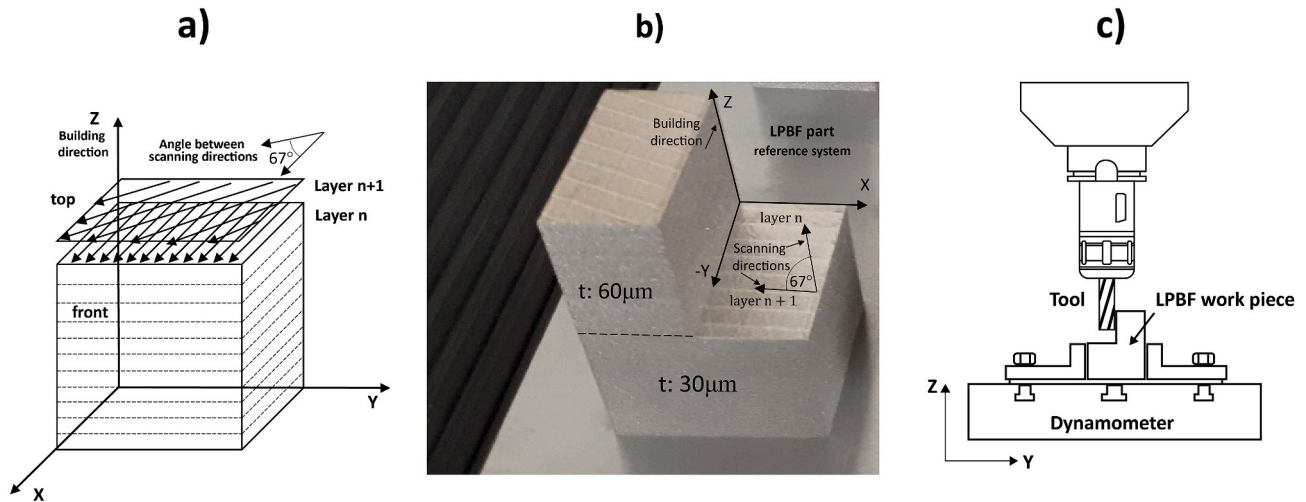 a)
Z
Building
direction
Angle between
scanning directions
67°
top
Layer n+1
Layer n
front
Y
X
b)
Z
Building
direction
LPBF part
reference system
X
layer n
Scanning
directions
67°
-Y
layer n + 1
t: 60µm
t: 30µm
c)
Tool
LPBF work piece
Z
Dynamometer
Y